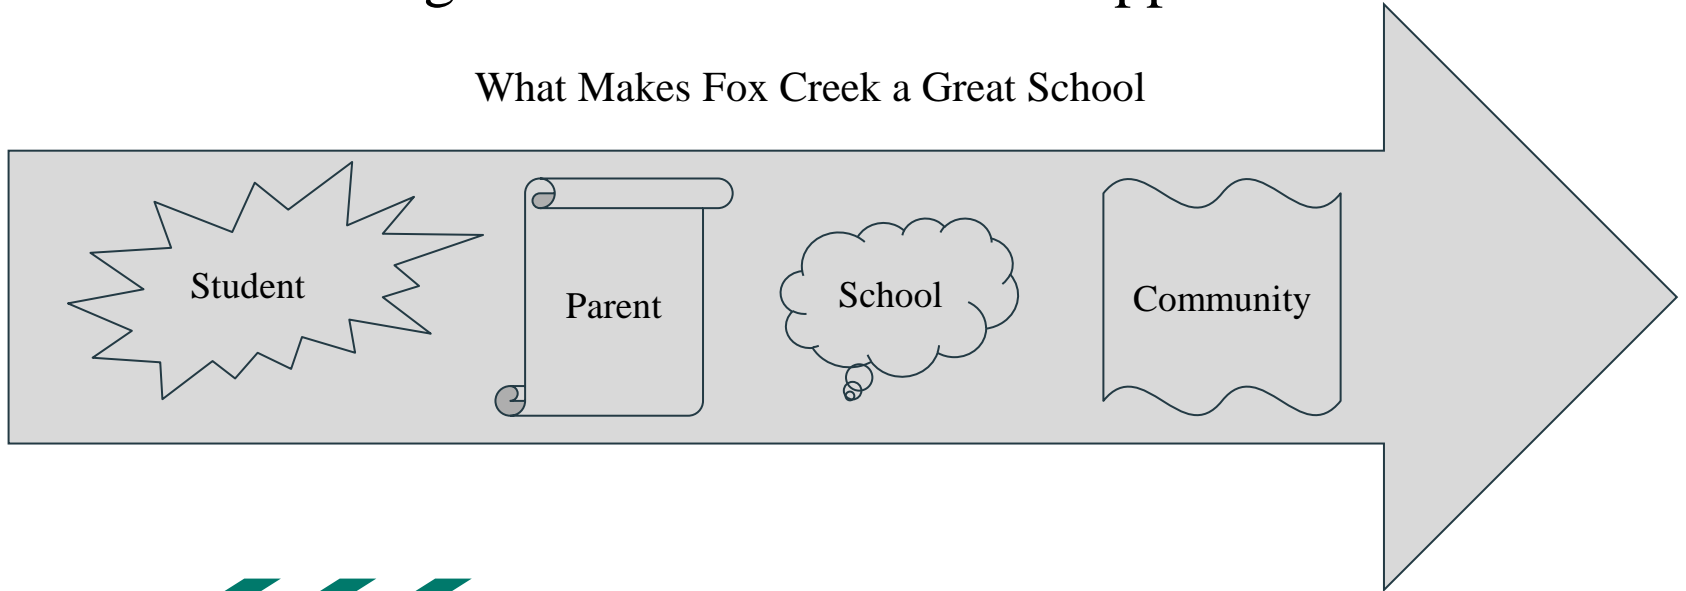 What Makes Fox Creek a Great School
Student
Parent
School
Community